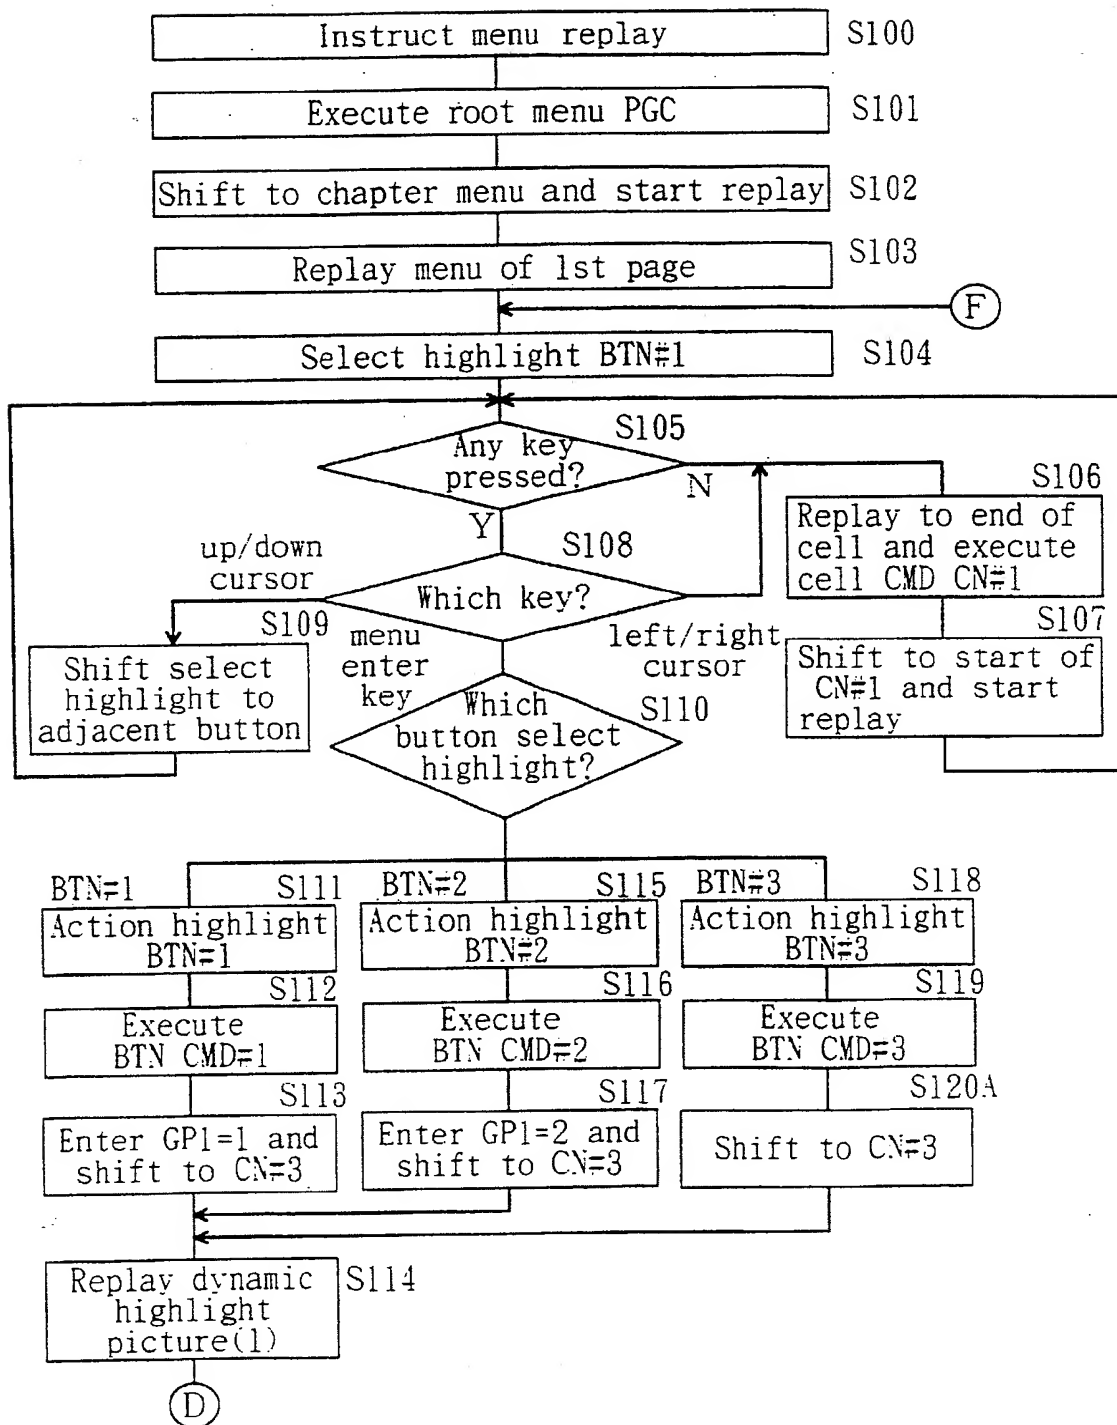 Instruct menu replay
S100
Execute root menu PGC
S101
Shift to chapter menu and start replay
S102
Replay menu of 1st page
S103
F
Select highlight BTN#1
S104
S105
Any key
pressed?
N
Y
S106
Replay to end of
cell and execute
cell CMD CN#1
up/down
cursor
S108
Which key?
S109
Shift select
highlight to
adjacent button
menu
enter
key
left/right
cursor
S107
Shift to start of
CN#1 and start
replay
S110
Which
button select
highlight?
BTN#1
S111
Action highlight
BTN#1
S112
Execute
BTN CMD#1
S113
Enter GP1=1 and
shift to CN#3
BTN#2
S115
Action highlight
BTN#2
S116
Execute
BTN CMD#2
S117
Enter GP1=2 and
shift to CN#3
BTN#3
S118
Action highlight
BTN#3
S119
Execute
BTN CMD#3
S120A
Shift to CN#3
Replay dynamic
highlight
picture(1)
S114
D